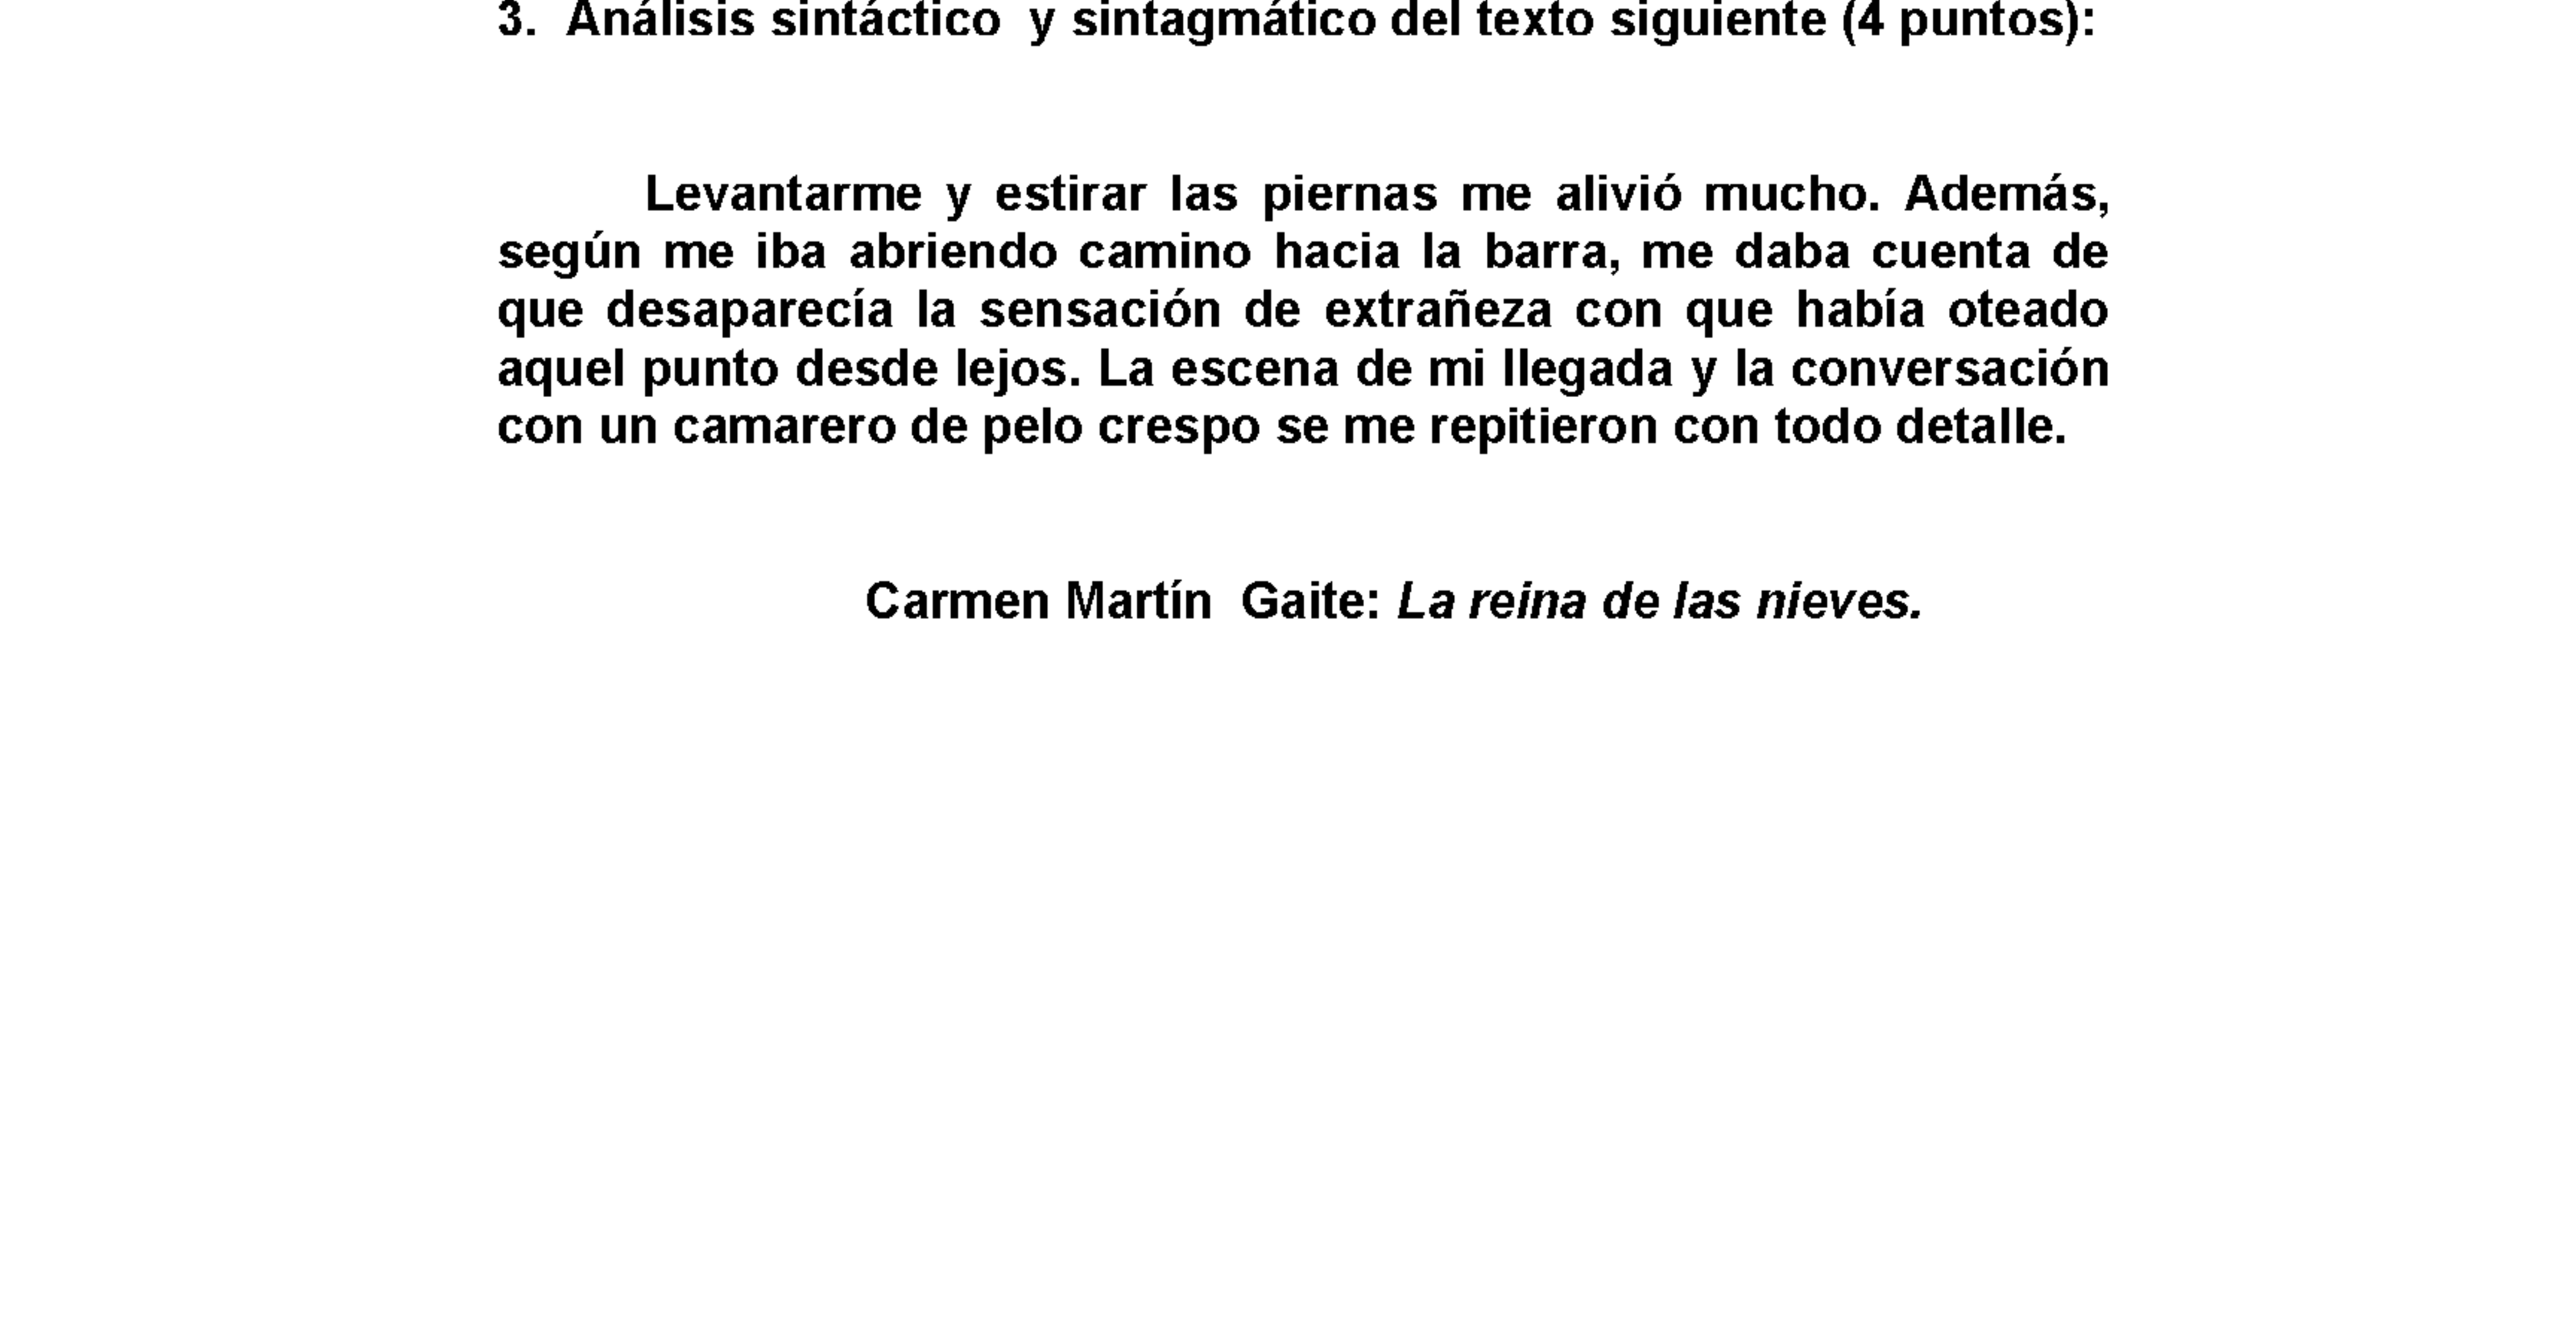 3.  Análisis sintáctico  y sintagmático del texto siguiente (4 puntos):
Levantarme y estirar las piernas me alivió mucho. Además,
según me iba abriendo camino hacia la barra, me daba cuenta de
que desaparecía la sensación de extrañeza con que había oteado
aquel punto desde lejos. La escena de mi llegada y la conversación
con un camarero de pelo crespo se me repitieron con todo detalle.
Carmen Martín  Gaite: La reina de las nieves.